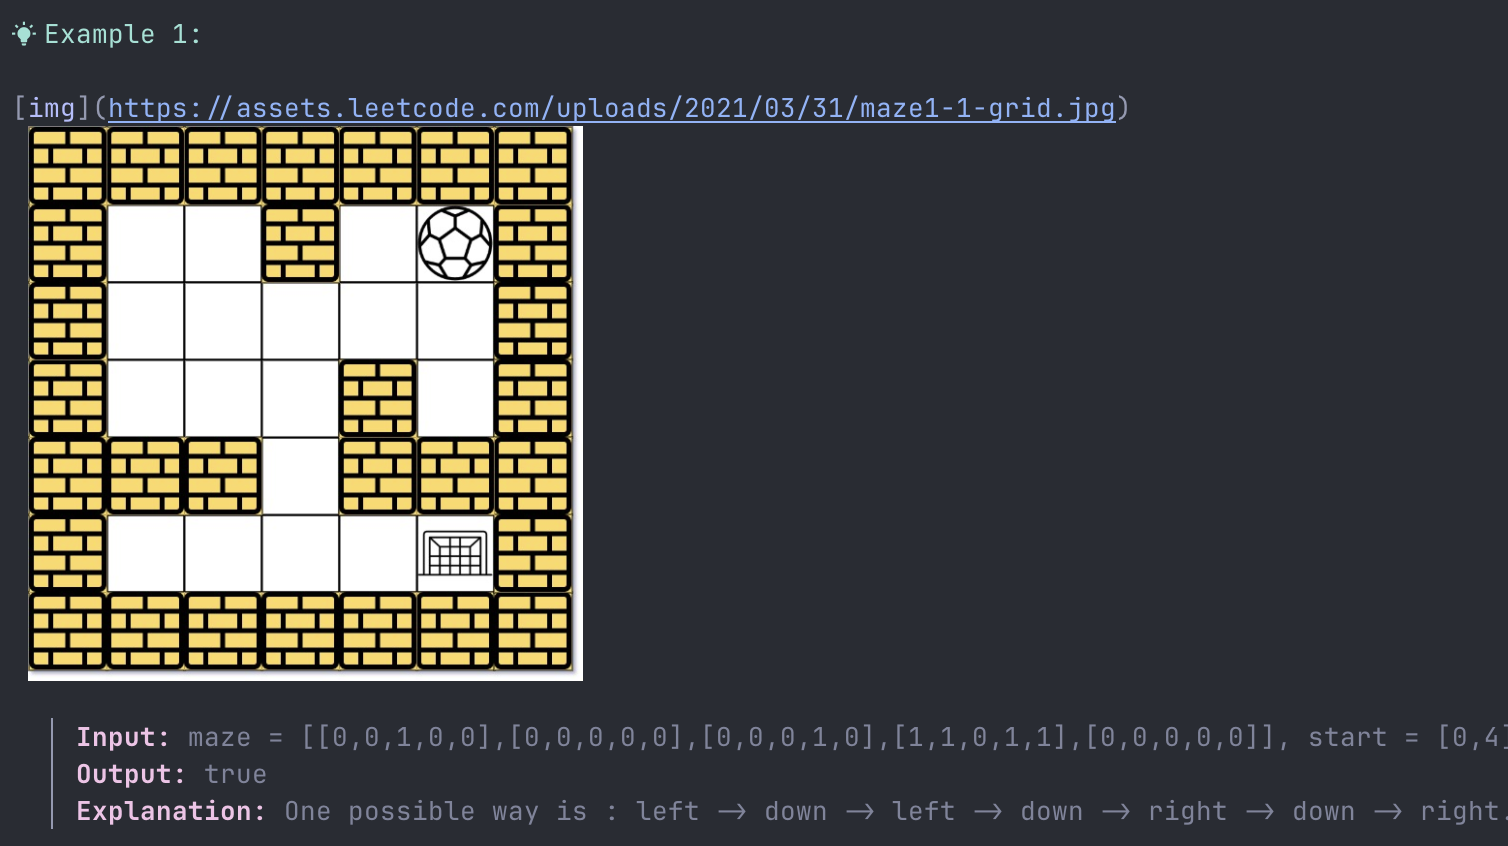 Example 1:
[img](https://assets.leetcode.com/uploads/2021/03/31/maze1-1-grid.jpg)
Input: maze = [[0,0,1,0,0],[0,0,0,0,0],[0,0,0,1,0],[1,1,0,1,1],[0,0,0,0,0]], start = [0,4]
Output: true
Explanation: One possible way is : left -> down -> left -> down -> right -> down -> right.